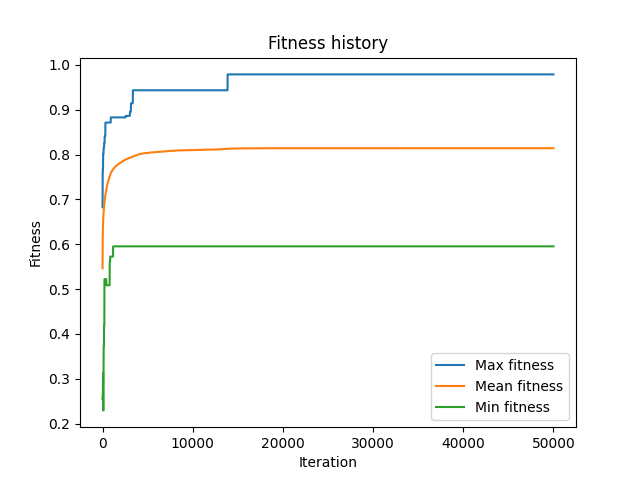 Fitness history
1.0
0.9
0.8
0.7
0.6
0.5
0.4
0.3
0.2
Fitness
0
10000
20000
30000
40000
50000
Iteration
Max fitness
Mean fitness
Min fitness